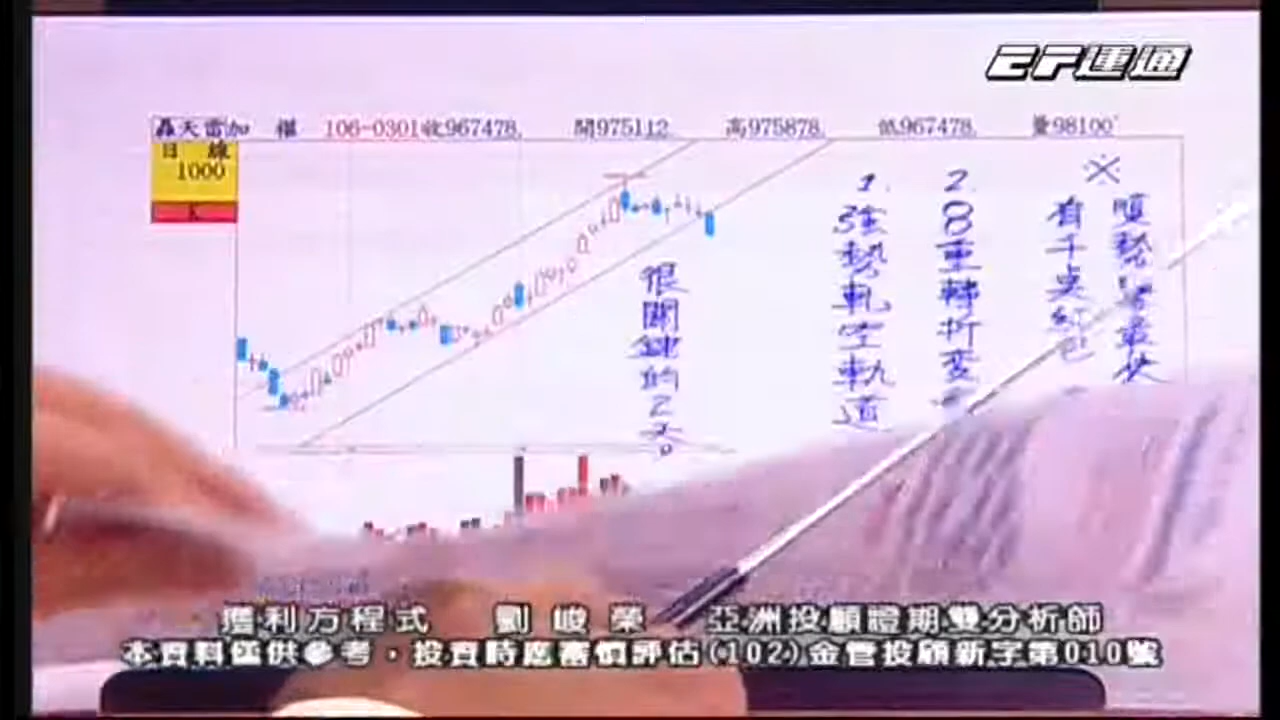 運通
轟天雷加 權 106-0301收967478. 開975112. 高975878. 低967478. 量98100
日 線
1000
K
很關鍵的2天。
1. 強勢軋空軌道
2. 8重轉折變
※ 順勢 最快
有千點紅包
獲利方程式 劉峻榮 亞洲投顧證期雙分析師
本資料僅供參考,投資時應審慎評估(102)金管投顧新字第010號